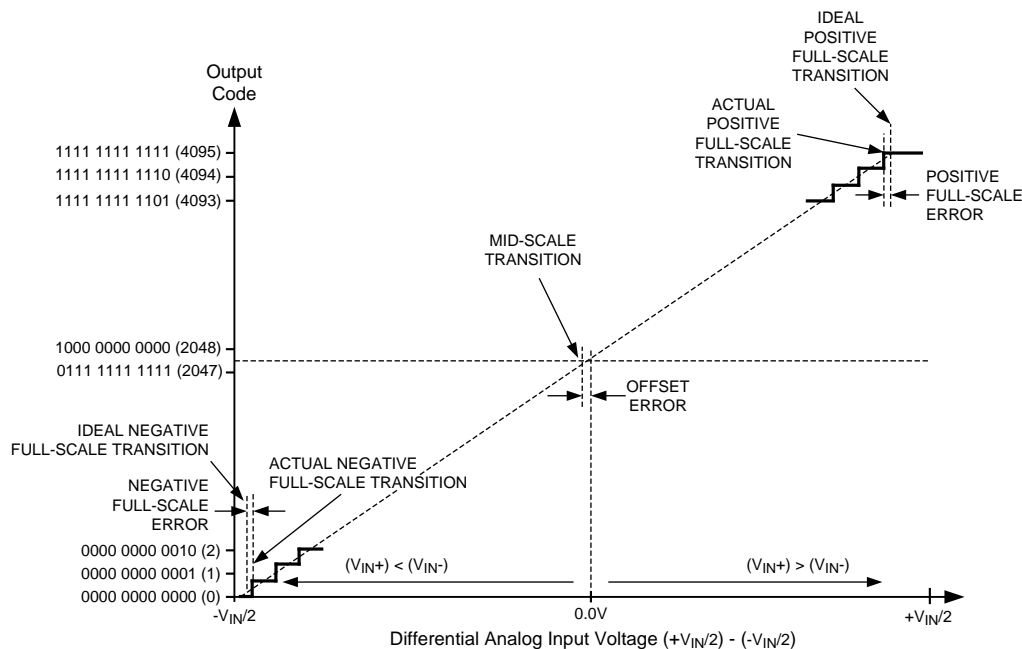 IDEAL
POSITIVE
FULL-SCALE
TRANSITION
Output
Code
ACTUAL
POSITIVE
FULL-SCALE
TRANSITION
1111 1111 1111 (4095)
1111 1111 1110 (4094)
1111 1111 1101 (4093)
POSITIVE
FULL-SCALE
ERROR
MID-SCALE
TRANSITION
1000 0000 0000 (2048)
0111 1111 1111 (2047)
OFFSET
ERROR
IDEAL NEGATIVE
FULL-SCALE TRANSITION
ACTUAL NEGATIVE
FULL-SCALE TRANSITION
NEGATIVE
FULL-SCALE
ERROR
0000 0000 0010 (2)
0000 0000 0001 (1)
0000 0000 0000 (0)
(VIN+) < (VIN-)
(VIN+) > (VIN-)
-VIN/2
0.0V
+VIN/2
Differential Analog Input Voltage (+VIN/2) - (-VIN/2)